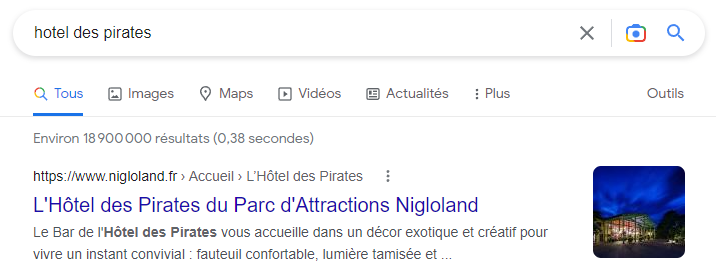 hotel des pirates
Tous Images Maps Vidéos Actualités Plus Outils
Environ 18 900 000 résultats (0,38 secondes)
https://www.nigloland.fr › Accueil › L'Hôtel des Pirates
L'Hôtel des Pirates du Parc d'Attractions Nigloland
Le Bar de l'Hôtel des Pirates vous accueille dans un décor exotique et créatif pour
vivre un instant convivial : fauteuil confortable, lumière tamisée et ...